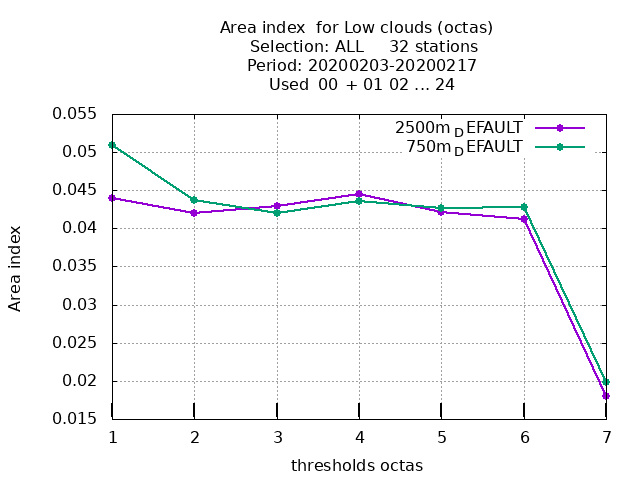 Area index  for Low clouds (octas)
Selection: ALL     32 stations
Period: 20200203-20200217
Used  00 + 01 02 ... 24
2500m_DEFAULT
750m_DEFAULT
0.055
0.05
0.045
0.04
0.035
0.03
0.025
0.02
0.015
Area index
1 2 3 4 5 6 7
thresholds octas